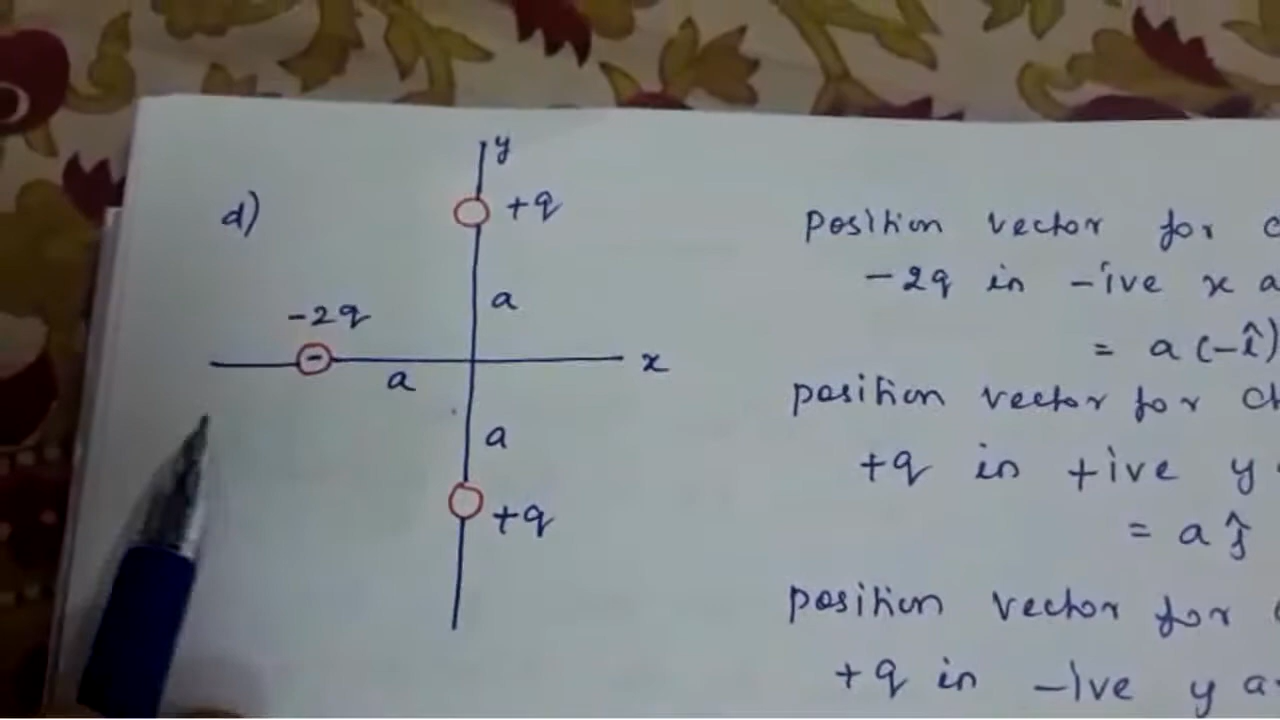 d)
y
+q
a
-2q
a
x
a
+q
position vector for
-2q in -ive x
= a (-î)
position vector for
+q in +ive y
= a ĵ
position vector for
+q in -ive y